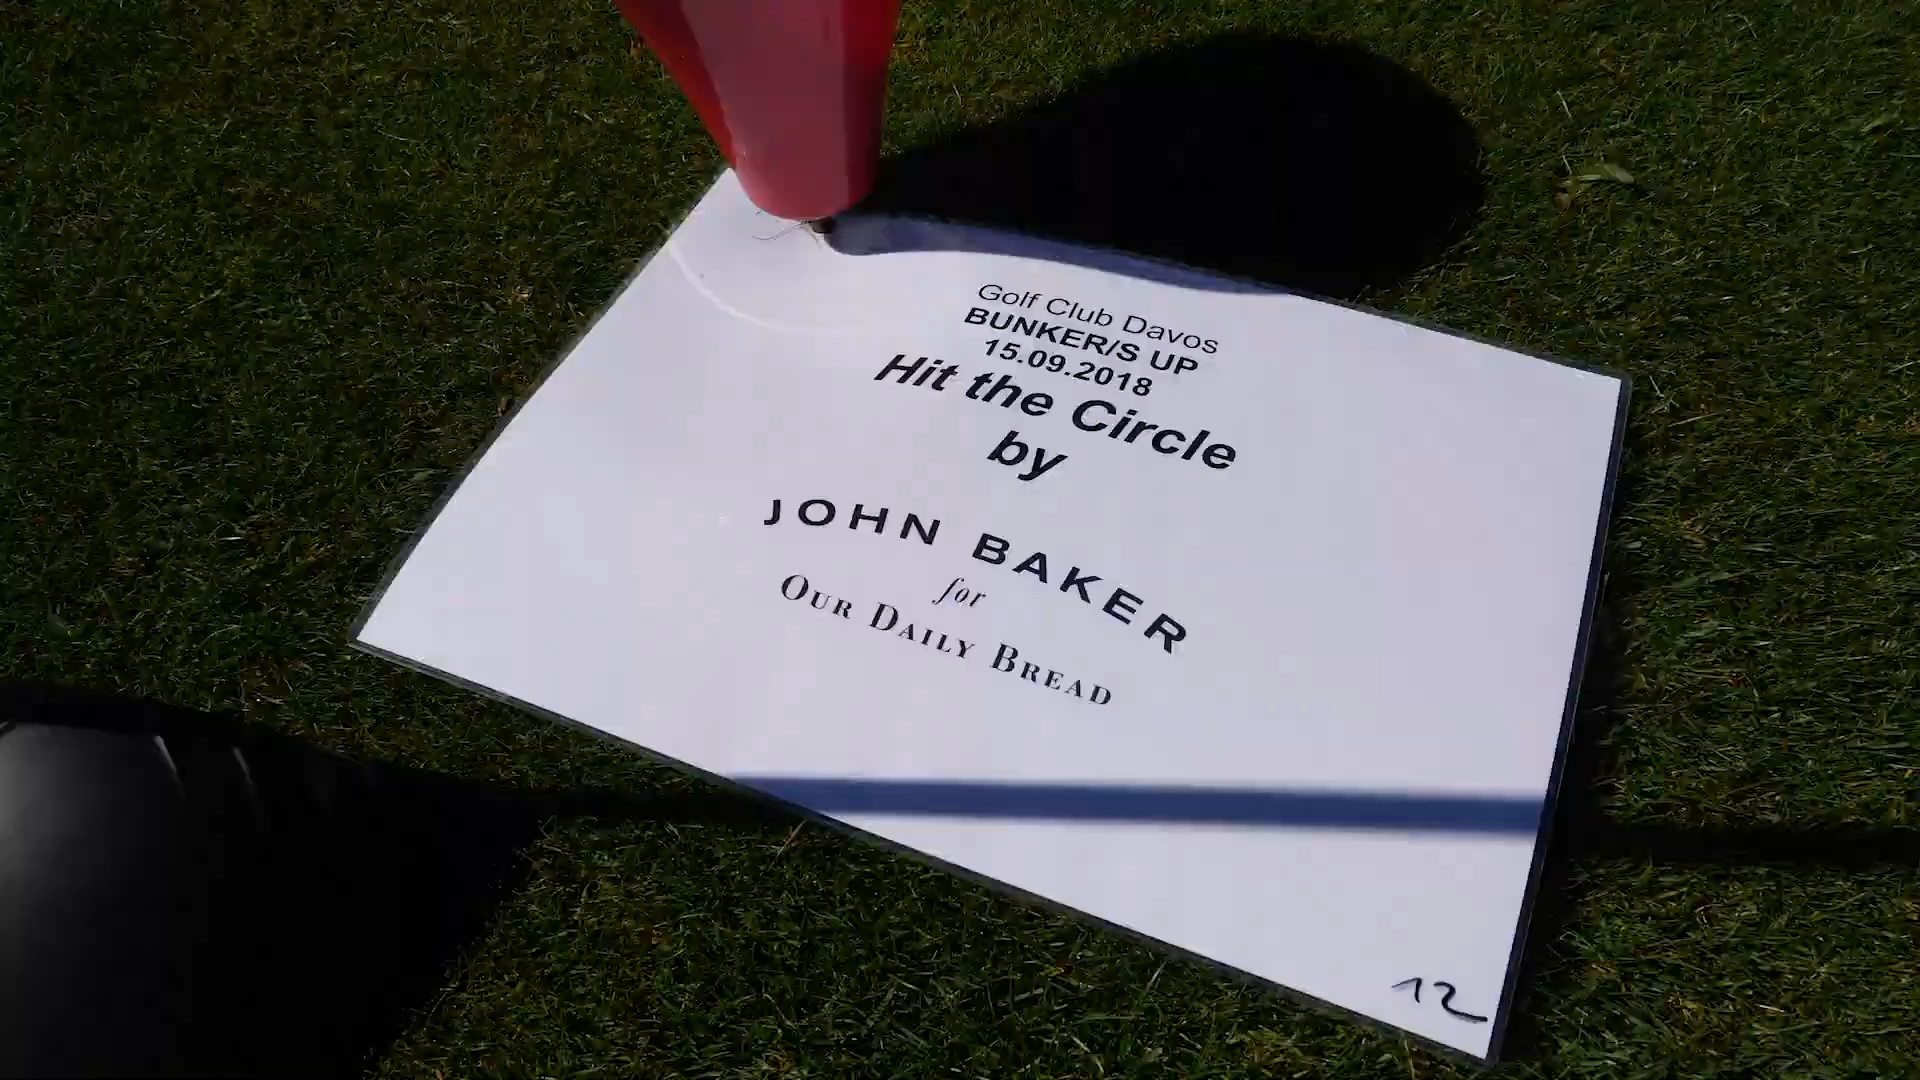 Golf Club Davos
BUNKER/S UP
15.09.2018
Hit the Circle
by
JOHN BAKER
for
OUR DAILY BREAD
12